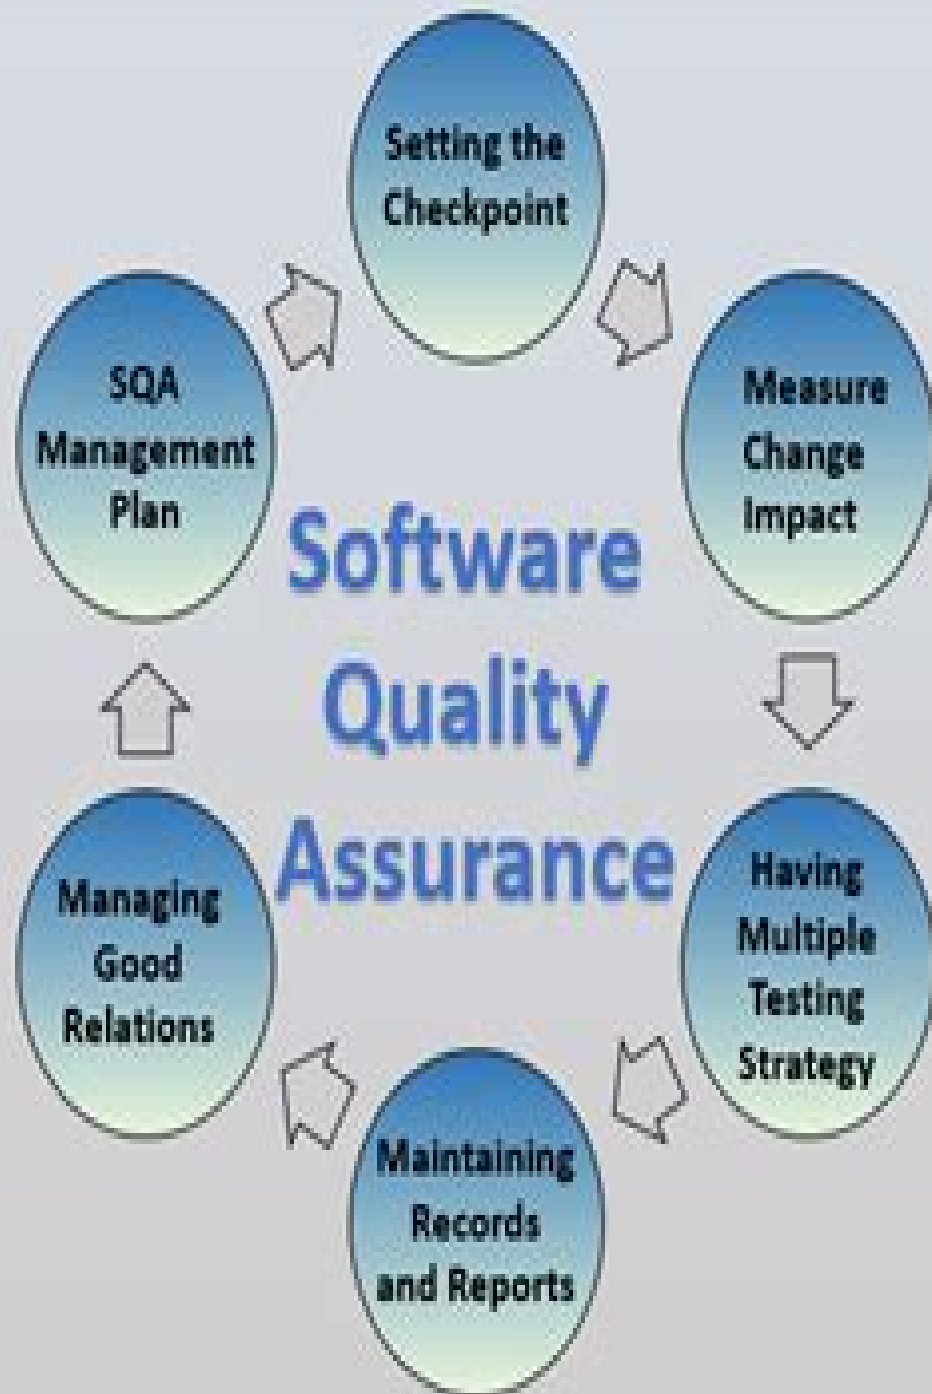 Setting the
Checkpoint
Measure
Change
Impact
Having
Multiple
Testing
Strategy
Maintaining
Records
and Reports
Managing
Good
Relations
SQA
Management
Plan
Software
Quality
Assurance